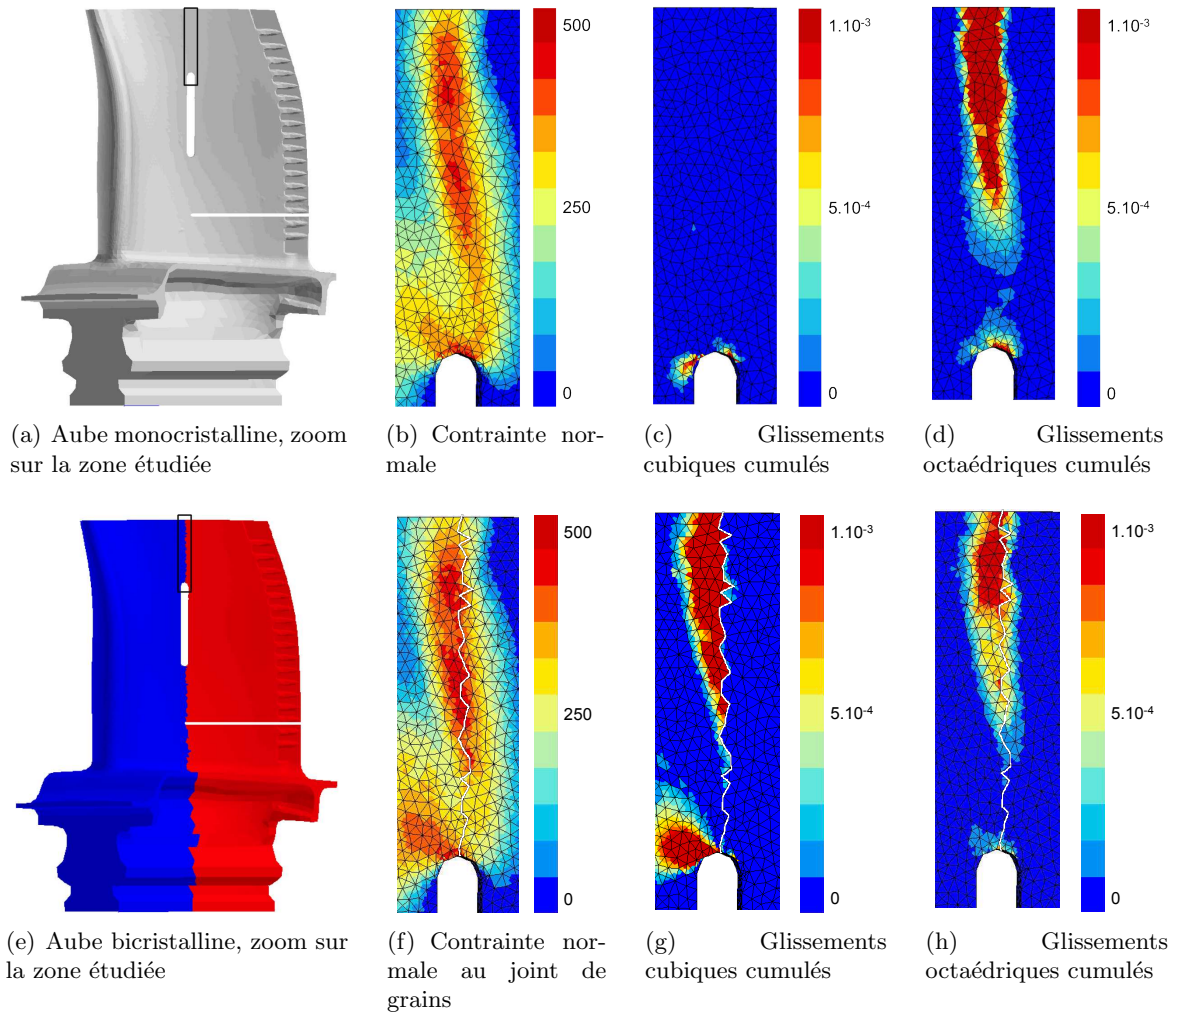 500
250
0
1.10⁻³
5.10⁻⁴
0
1.10⁻³
5.10⁻⁴
0
(a) Aube monocristalline, zoom
sur la zone étudiée
(b) Contrainte nor-
male
(c) Glissements
cubiques cumulés
(d) Glissements
octaédriques cumulés
500
250
0
1.10⁻³
5.10⁻⁴
0
1.10⁻³
5.10⁻⁴
0
(e) Aube bicristalline, zoom sur
la zone étudiée
(f) Contrainte nor-
male au joint de
grains
(g) Glissements
cubiques cumulés
(h) Glissements
octaédriques cumulés